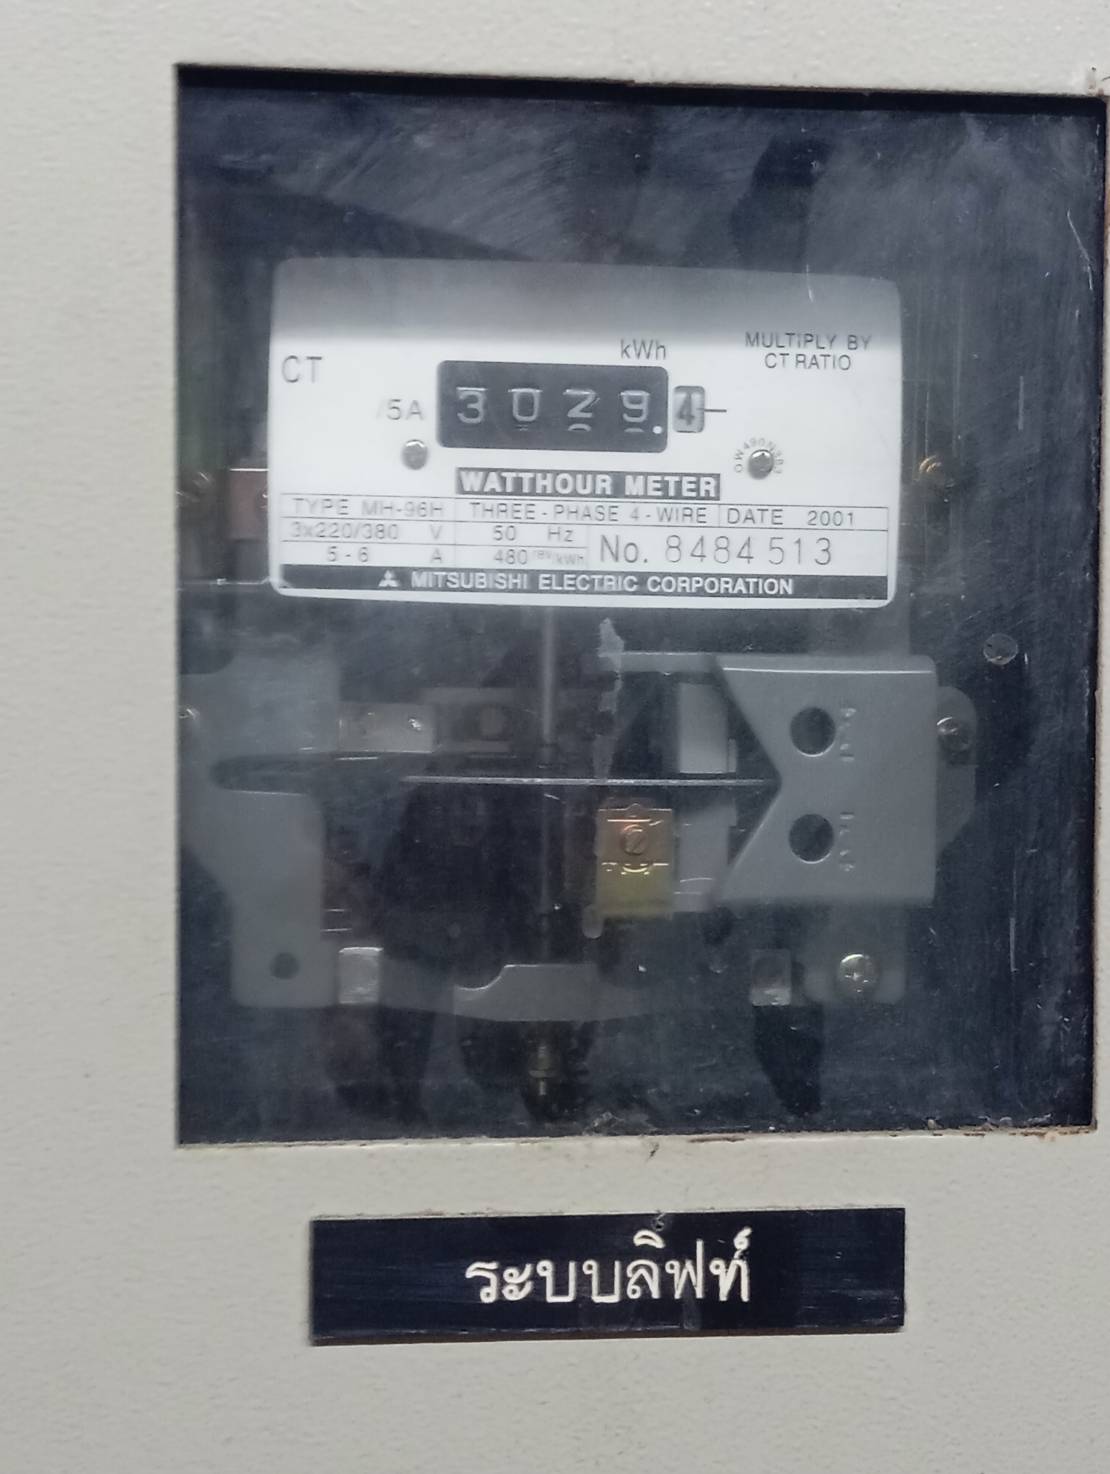 kWh
MULTIPLY BY
CT RATIO
CT
/5A
3029.4
WATTHOUR METER
TYPE MH-96H THREE-PHASE 4-WIRE DATE 2001
3x220/380 V 50 Hz
5-6 A 480 rev/kWh No. 8484513
MITSUBISHI ELECTRIC CORPORATION
ระบบลิฟท์